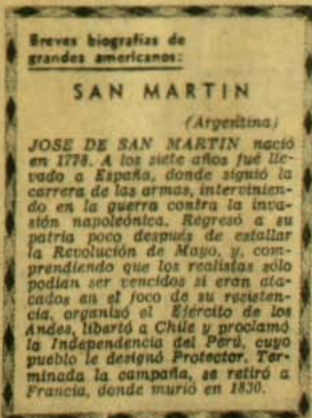 Breves biografías de
grandes americanos:
SAN MARTIN
(Argentina)
JOSE DE SAN MARTIN nació
en 1778. A los siete años fué lle-
vado a España, donde siguió la
carrera de las armas, intervinien-
do en la guerra contra la inva-
sión napoleónica. Regresó a su
patria poco después de estallar
la Revolución de Mayo, y, com-
prendiendo que los realistas sólo
podían ser vencidos si eran ata-
cados en el foco de su resisten-
cia, organizó el Ejército de los
Andes, libertó a Chile y proclamó
la Independencia del Perú, cuyo
pueblo le designó Protector. Ter-
minada la campaña, se retiró a
Francia, donde murió en 1830.